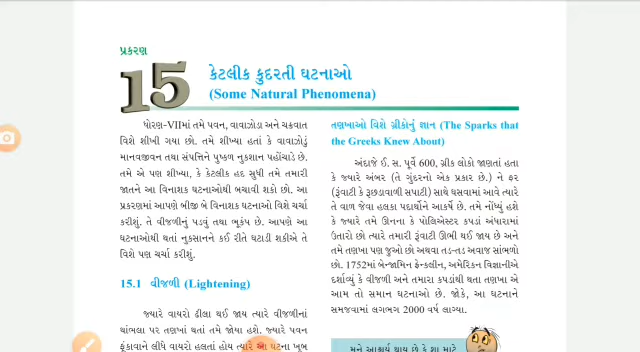 પ્રકરણ
15
કેટલીક કુદરતી ઘટનાઓ
(Some Natural Phenomena)
ધોરણ-VIIમાં તમે પવન, વાવાઝોડા અને ચક્રવાત
વિશે શીખી ગયા છો. તમે શીખ્યા હતાં કે વાવાઝોડું
માનવજીવન તથા સંપત્તિને પુષ્કળ નુકશાન પહોંચાડે છે.
તમે એ પણ શીખ્યા, કે કેટલીક હદ સુધી તમે તમારી
જાતને આ વિનાશક ઘટનાઓથી બચાવી શકો છો. આ
પ્રકરણમાં આપણે બીજી બે વિનાશક ઘટનાઓ વિશે ચર્ચા
કરીશું, તે વીજળીનું પડવું તથા ભૂકંપ છે. આપણે આ
ઘટનાઓથી થતાં નુકસાનને કઈ રીતે ઘટાડી શકીએ તે
વિશે પણ ચર્ચા કરીશું.
15.1 વીજળી (Lightening)
જ્યારે વાયરો ઢીલા થઈ જાય ત્યારે વીજળીનાં
થાંભલા પર તણખાં થતાં તમે જોયા હશે. જ્યારે પવન
ફૂંકાવાને લીધે વાયરો હલતાં હોય ત્યારે આ ઘટના ખૂબ
તણખાઓ વિશે ગ્રીકોનું જ્ઞાન (The Sparks that
the Greeks Knew About)
અંદાજે ઈ. સ. પૂર્વે 600, ગ્રીક લોકો જાણતાં હતા
કે જ્યારે અંબર (તે ગુંદરનો એક પ્રકાર છે.) ને ફર
(રૂંવાટી કે રૂછડાવાળી સપાટી) સાથે ઘસવામાં આવે ત્યારે
તે વાળ જેવા હલકા પદાર્થોને આકર્ષે છે. તમે નોંધ્યું હશે
કે જ્યારે તમે ઊનના કે પોલિએસ્ટર કપડાં અંધારામાં
ઉતારો છો ત્યારે તમારી રૂંવાટી ઊભી થઈ જાય છે અને
તમે તણખા પણ જુઓ છો અથવા તડ-તડ અવાજ સાંભળો
છો. 1752માં બેન્જામિન ફ્રેન્કલીન, અમેરિકન વિજ્ઞાનીએ
દર્શાવ્યું કે વીજળી અને તમારા કપડાંથી થતા તણખા એ
આમ તો સમાન ઘટનાઓ છે. જોકે, આ ઘટનાને
સમજવામાં લગભગ 2000 વર્ષ લાગ્યા.
મને આશ્ચર્ય થાય છે કે શા માટે